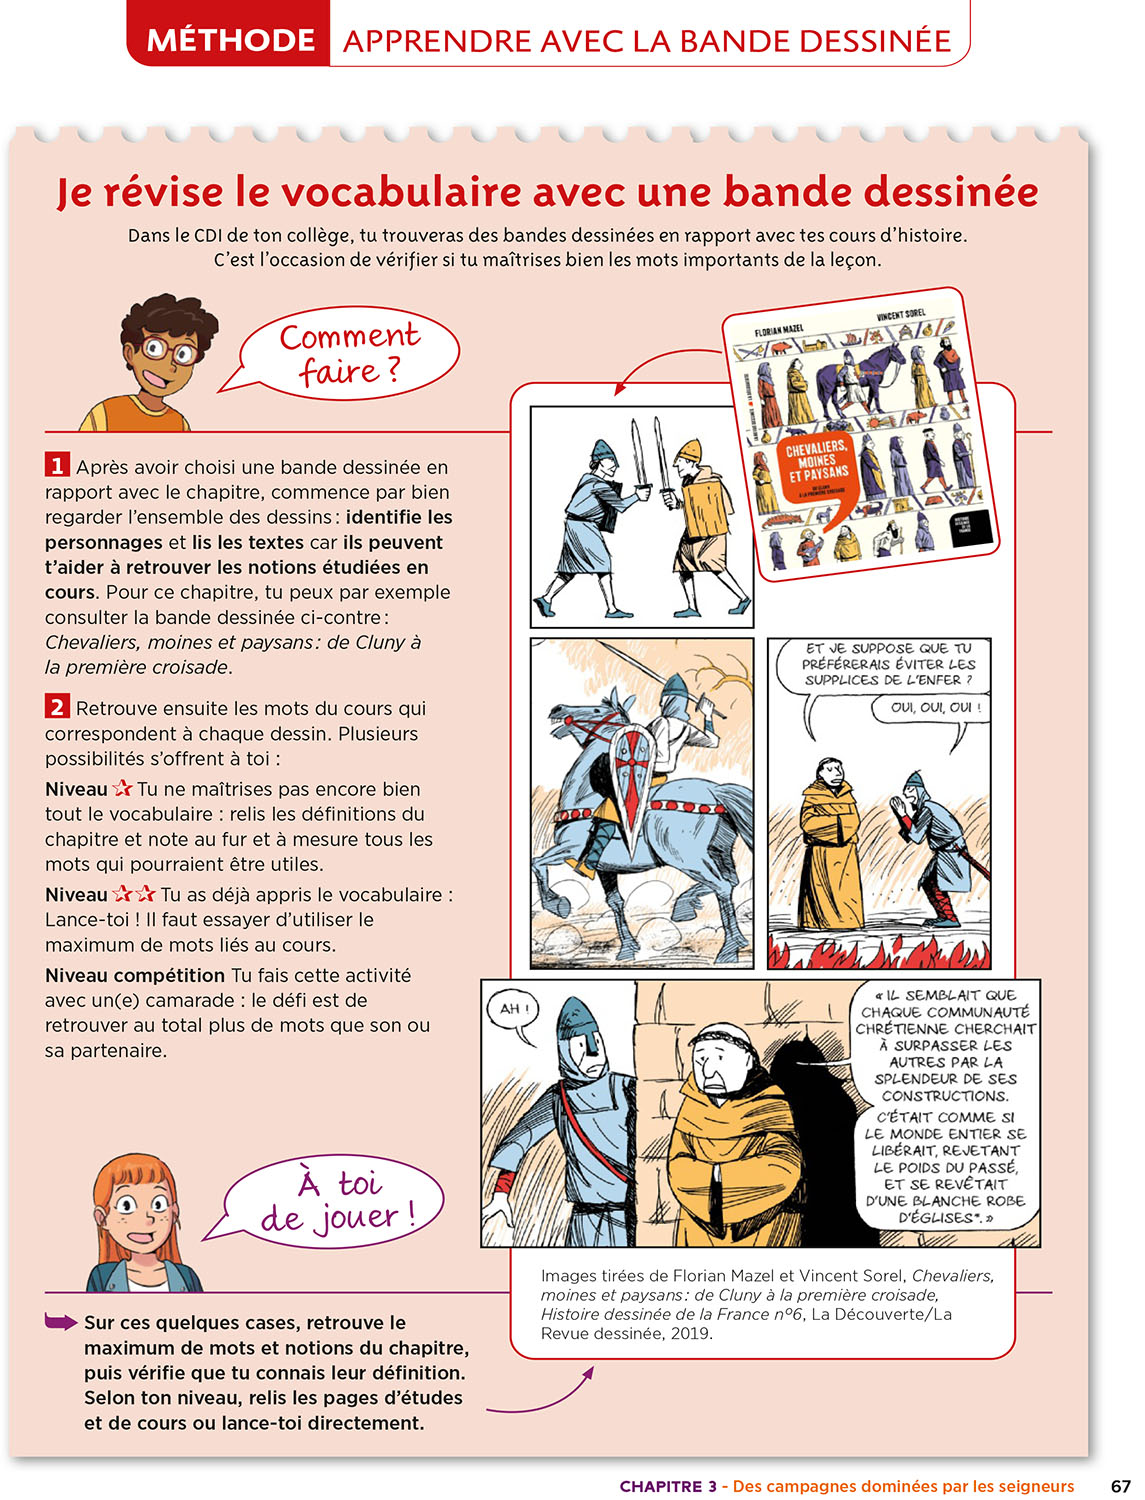 MÉTHODE APPRENDRE AVEC LA BANDE DESSINÉE
Je révise le vocabulaire avec une bande dessinée
Dans le CDI de ton collège, tu trouveras des bandes dessinées en rapport avec tes cours d'histoire.
C'est l'occasion de vérifier si tu maîtrises bien les mots importants de la leçon.
Comment
faire ?
1 Après avoir choisi une bande dessinée en
rapport avec le chapitre, commence par bien
regarder l'ensemble des dessins : identifie les
personnages et lis les textes car ils peuvent
t'aider à retrouver les notions étudiées en
cours. Pour ce chapitre, tu peux par exemple
consulter la bande dessinée ci-contre :
Chevaliers, moines et paysans : de Cluny à
la première croisade.
2 Retrouve ensuite les mots du cours qui
correspondent à chaque dessin. Plusieurs
possibilités s'offrent à toi :
Niveau ☆ Tu ne maîtrises pas encore bien
tout le vocabulaire : relis les définitions du
chapitre et note au fur et à mesure tous les
mots qui pourraient être utiles.
Niveau ☆☆ Tu as déjà appris le vocabulaire :
Lance-toi ! Il faut essayer d'utiliser le
maximum de mots liés au cours.
Niveau compétition Tu fais cette activité
avec un(e) camarade : le défi est de
retrouver au total plus de mots que son ou
sa partenaire.
FLORIAN MAZEL
VINCENT SOREL
CHEVALIERS,
MOINES
ET PAYSANS
DE CLUNY
À LA PREMIÈRE CROISADE
HISTOIRE
DESSINÉE
DE LA
FRANCE
ET JE SUPPOSE QUE TU
PRÉFÉRERAIS ÉVITER LES
SUPPLICES DE L'ENFER ?
OUI, OUI, OUI !
AH !
« IL SEMBLAIT QUE
CHAQUE COMMUNAUTÉ
CHRÉTIENNE CHERCHAIT
À SURPASSER LES
AUTRES PAR LA
SPLENDEUR DE SES
CONSTRUCTIONS.
C'ÉTAIT COMME SI
LE MONDE ENTIER SE
LIBÉRAIT, REJETANT
LE POIDS DU PASSÉ,
ET SE REVÊTAIT
D'UNE BLANCHE ROBE
D'ÉGLISES*. »
Images tirées de Florian Mazel et Vincent Sorel, Chevaliers,
moines et paysans : de Cluny à la première croisade,
Histoire dessinée de la France nº6, La Découverte/La
Revue dessinée, 2019.
À toi
de jouer !
Sur ces quelques cases, retrouve le
maximum de mots et notions du chapitre,
puis vérifie que tu connais leur définition.
Selon ton niveau, relis les pages d'études
et de cours ou lance-toi directement.
CHAPITRE 3 - Des campagnes dominées par les seigneurs 67